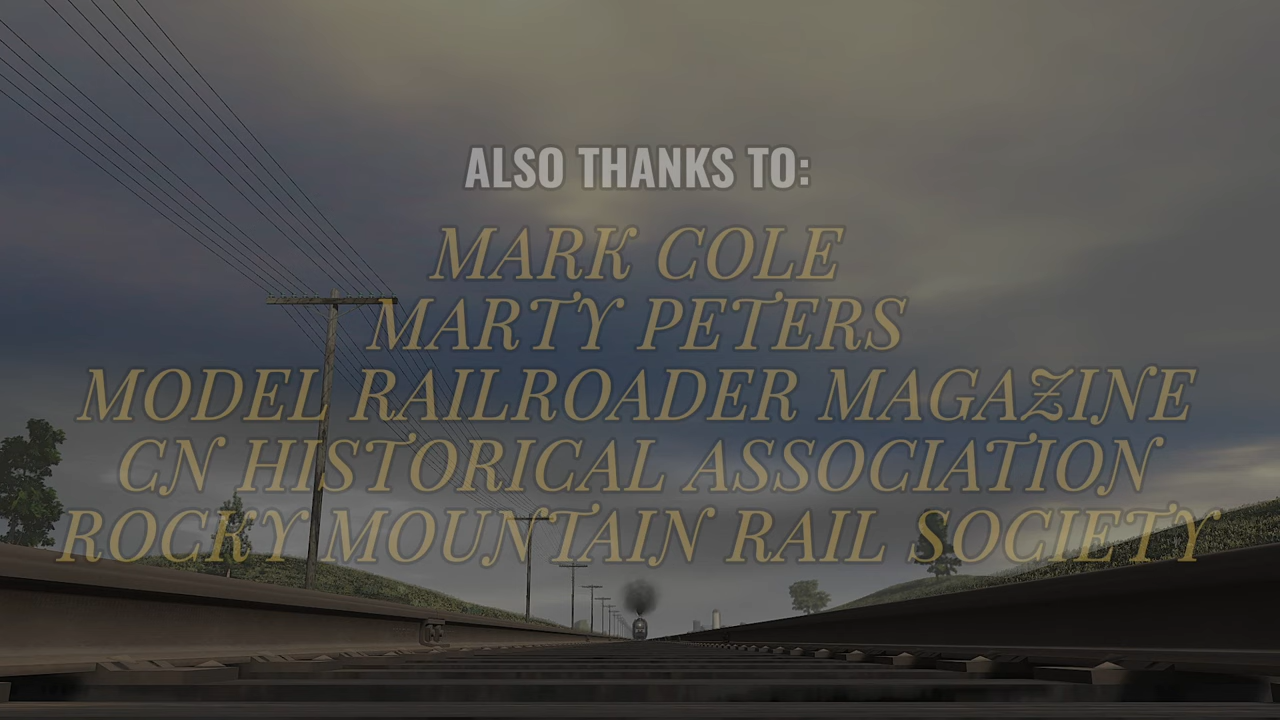 ALSO THANKS TO:
MARK COLE
MARTY PETERS
MODEL RAILROADER MAGAZINE
CN HISTORICAL ASSOCIATION
ROCKY MOUNTAIN RAIL SOCIETY